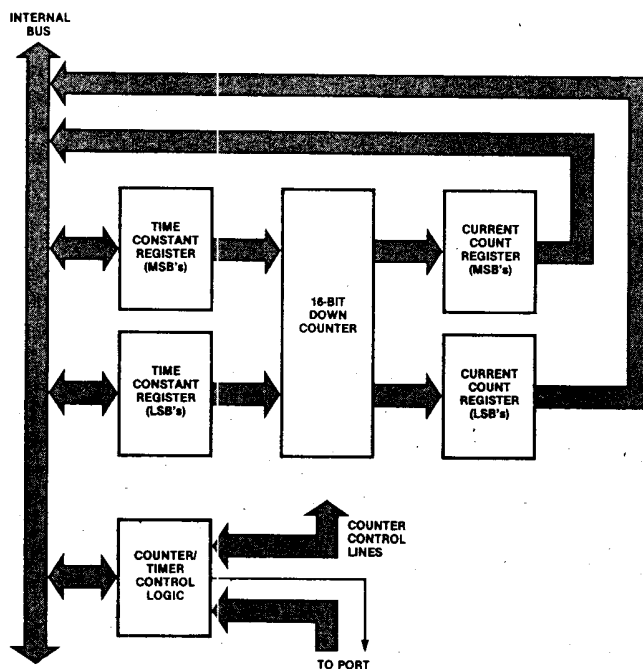 INTERNAL
BUS
TIME
CONSTANT
REGISTER
(MSB's)
16-BIT
DOWN
COUNTER
CURRENT
COUNT
REGISTER
(MSB's)
TIME
CONSTANT
REGISTER
(LSB's)
CURRENT
COUNT
REGISTER
(LSB's)
COUNTER/
TIMER
CONTROL
LOGIC
COUNTER
CONTROL
LINES
TO PORT